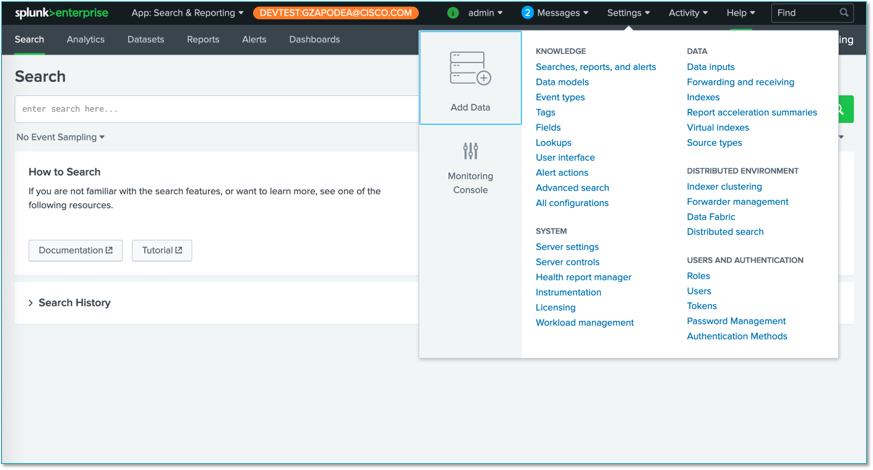 splunk>enterprise App: Search & Reporting DEVTEST:GZAPODEA@CISCO.COM i admin 2 Messages Settings Activity Help Find
Search Analytics Datasets Reports Alerts Dashboards
Search
enter search here...
No Event Sampling
How to Search
If you are not familiar with the search features, or want to learn more, see one of the
following resources.
Documentation Tutorial
Search History
Add Data
Monitoring
Console
KNOWLEDGE
Searches, reports, and alerts
Data models
Event types
Tags
Fields
Lookups
User interface
Alert actions
Advanced search
All configurations
SYSTEM
Server settings
Server controls
Health report manager
Instrumentation
Licensing
Workload management
DATA
Data inputs
Forwarding and receiving
Indexes
Report acceleration summaries
Virtual indexes
Source types
DISTRIBUTED ENVIRONMENT
Indexer clustering
Forwarder management
Data Fabric
Distributed search
USERS AND AUTHENTICATION
Roles
Users
Tokens
Password Management
Authentication Methods